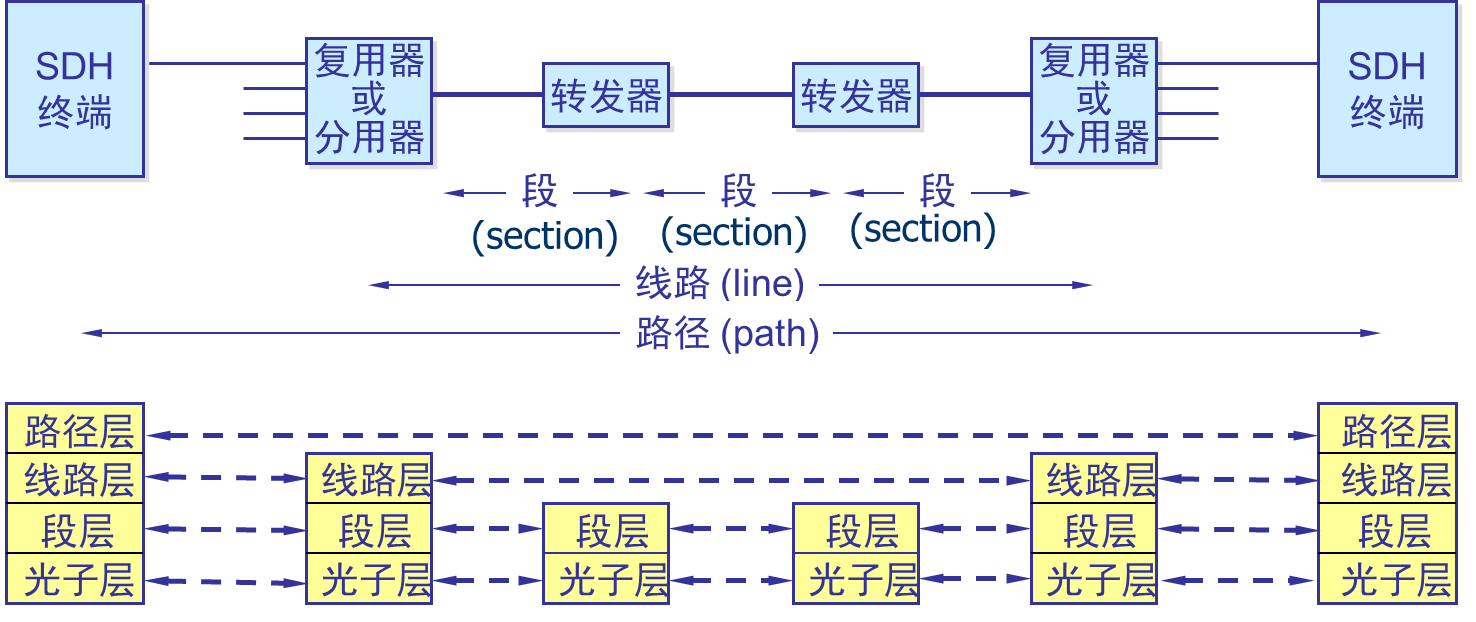 SDH
终端
复用器
或
分用器
转发器
转发器
复用器
或
分用器
SDH
终端
段
(section)
段
(section)
段
(section)
线路 (line)
路径 (path)
路径层
路径层
线路层
线路层
线路层
线路层
段层
段层
段层
段层
段层
段层
光子层
光子层
光子层
光子层
光子层
光子层